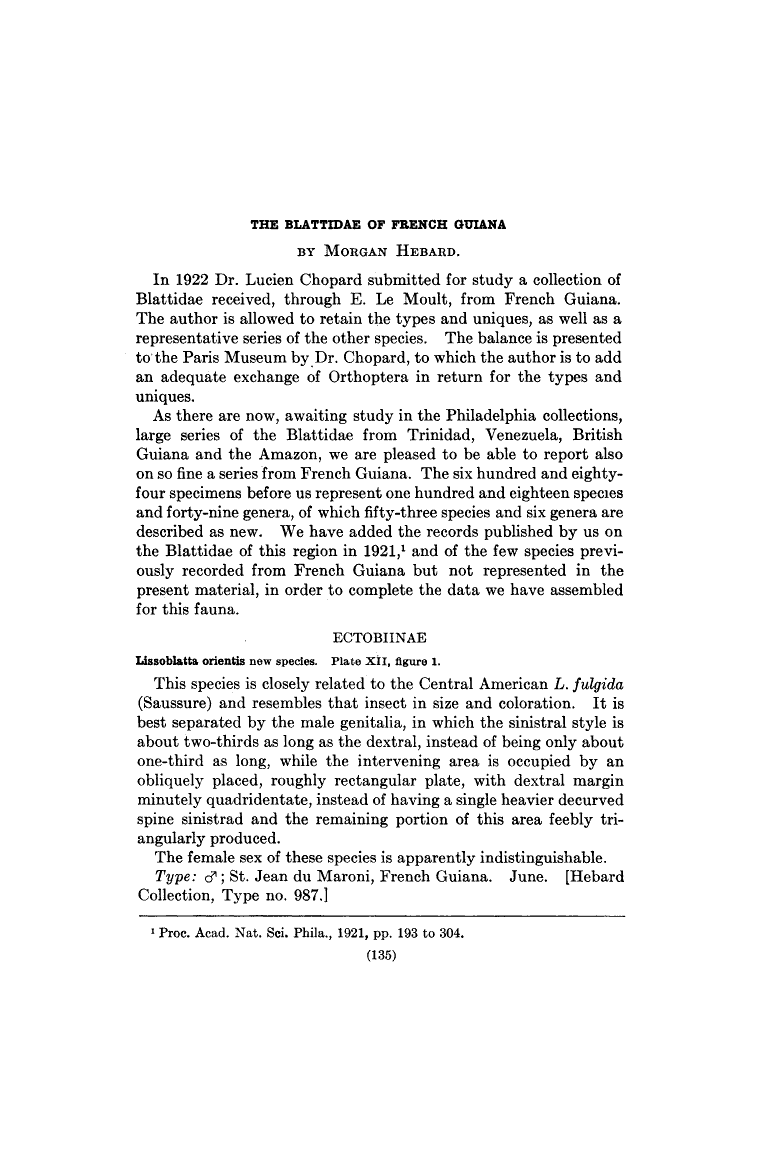 THE BLATTIDAE OF FRENCH GUIANA
BY MORGAN HEBARD.
In 1922 Dr. Lucien Chopard submitted for study a collection of
Blattidae received, through E. Le Moult, from French Guiana.
The author is allowed to retain the types and uniques, as well as a
representative series of the other species. The balance is presented
to the Paris Museum by Dr. Chopard, to which the author is to add
an adequate exchange of Orthoptera in return for the types and
uniques.
As there are now, awaiting study in the Philadelphia collections,
large series of the Blattidae from Trinidad, Venezuela, British
Guiana and the Amazon, we are pleased to be able to report also
on so fine a series from French Guiana. The six hundred and eighty-
four specimens before us represent one hundred and eighteen species
and forty-nine genera, of which fifty-three species and six genera are
described as new. We have added the records published by us on
the Blattidae of this region in 1921,¹ and of the few species previ-
ously recorded from French Guiana but not represented in the
present material, in order to complete the data we have assembled
for this fauna.
ECTOBIINAE
Lissoblatta orientis new species. Plate XII, figure 1.
This species is closely related to the Central American L. fulgida
(Saussure) and resembles that insect in size and coloration. It is
best separated by the male genitalia, in which the sinistral style is
about two-thirds as long as the dextral, instead of being only about
one-third as long, while the intervening area is occupied by an
obliquely placed, roughly rectangular plate, with dextral margin
minutely quadridentate, instead of having a single heavier decurved
spine sinistrad and the remaining portion of this area feebly tri-
angularly produced.
The female sex of these species is apparently indistinguishable.
Type: ♂; St. Jean du Maroni, French Guiana. June. [Hebard
Collection, Type no. 987.]
¹ Proc. Acad. Nat. Sci. Phila., 1921, pp. 193 to 304.
(135)